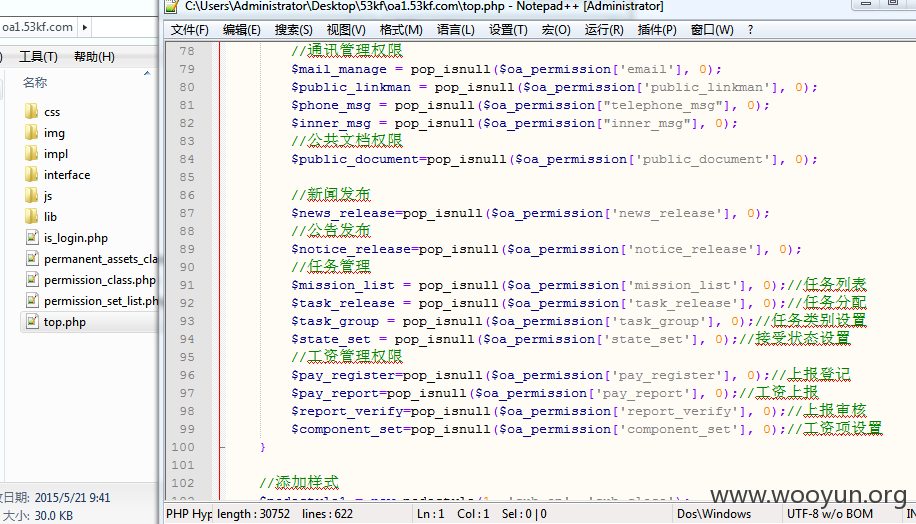 C:\Users\Administrator\Desktop\53kf\oa1.53kf.com\top.php - Notepad++ [Administrator]
oa1.53kf.com
文件(F) 编辑(E) 搜索(S) 视图(V) 格式(M) 语言(L) 设置(T) 宏(O) 运行(R) 插件(P) 窗口(W) ?
工具(T) 帮助(H)
名称
css
img
impl
interface
js
lib
is_login.php
permanent_assets_cla
permission_class.php
permission_set_list.ph
top.php
2015/5/21 9:41
大小: 30.0 KB
78 //通讯管理权限
79 $mail_manage = pop_isnull($oa_permission['email'], 0);
80 $public_linkman = pop_isnull($oa_permission['public_linkman'], 0);
81 $phone_msg = pop_isnull($oa_permission["telephone_msg"], 0);
82 $inner_msg = pop_isnull($oa_permission["inner_msg"], 0);
83 //公共文档权限
84 $public_document=pop_isnull($oa_permission['public_document'], 0);
85
86 //新闻发布
87 $news_release=pop_isnull($oa_permission['news_release'], 0);
88 //公告发布
89 $notice_release=pop_isnull($oa_permission['notice_release'], 0);
90 //任务管理
91 $mission_list = pop_isnull($oa_permission['mission_list'], 0);//任务列表
92 $task_release = pop_isnull($oa_permission['task_release'], 0);//任务分配
93 $task_group = pop_isnull($oa_permission['task_group'], 0);//任务类别设置
94 $state_set = pop_isnull($oa_permission['state_set'], 0);//接受状态设置
95 //工资管理权限
96 $pay_register=pop_isnull($oa_permission['pay_register'], 0);//上报登记
97 $pay_report=pop_isnull($oa_permission['pay_report'], 0);//工资上报
98 $report_verify=pop_isnull($oa_permission['report_verify'], 0);//上报审核
99 $component_set=pop_isnull($oa_permission['component_set'], 0);//工资项设置
100 }
101
102 //添加样式
www.wooyun.org
PHP Hyp length : 30752 lines : 622 Ln : 1 Col : 1 Sel : 0 | 0 Dos\Windows UTF-8 w/o BOM IN